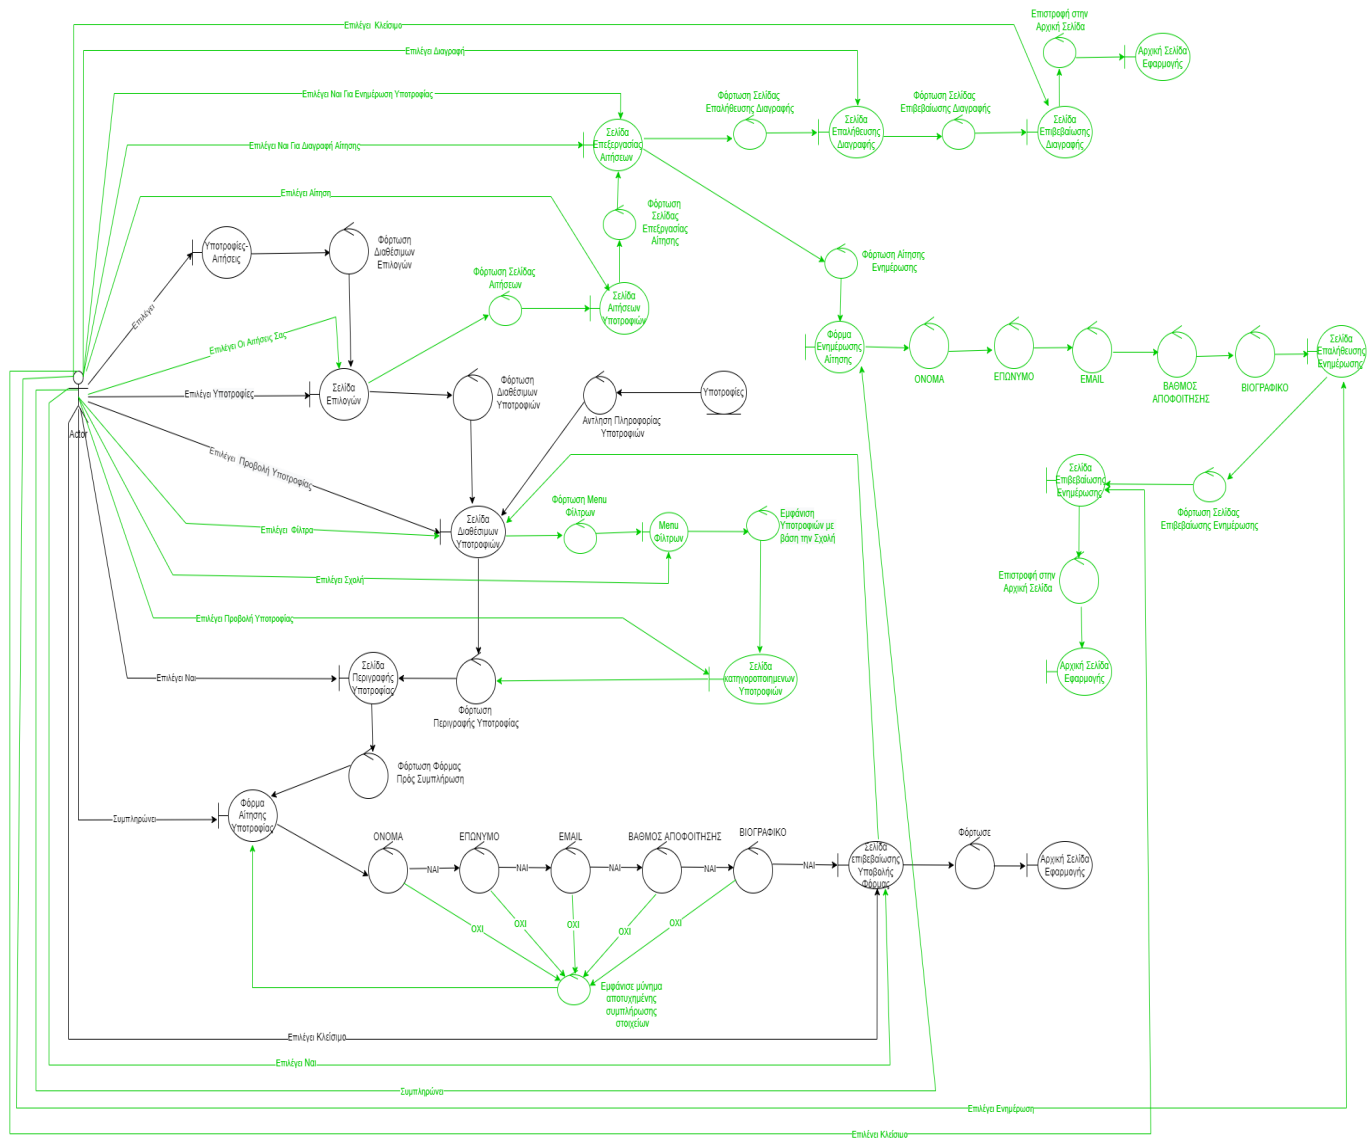 Επιλέγει Κλείσιμο
Επιστροφή στην
Αρχική Σελίδα
Αρχική Σελίδα
Εφαρμογής
Επιλέγει Διαγραφή
Επιλέγει Ναι Για Ενημέρωση Υποτροφίας
Φόρτωση Σελίδας
Επαλήθευσης Διαγραφής
Φόρτωση Σελίδας
Επιβεβαίωσης Διαγραφής
Σελίδα
Επεξεργασίας
Αιτήσεων
Σελίδα
Επαλήθευσης
Διαγραφής
Σελίδα
Επιβεβαίωσης
Διαγραφής
Επιλέγει Ναι Για Διαγραφή Αίτησης
Επιλέγει Αίτηση
Φόρτωση
Σελίδας
Επεξεργασίας
Αίτησης
Υποτροφίες-
Αιτήσεις
Φόρτωση
Διαθέσιμων
Επιλογών
Φόρτωση Αίτησης
Ενημέρωσης
Φόρτωση Σελίδας
Αιτήσεων
Σελίδα
Αιτήσεων
Υποτροφιών
Επιλέγει
Επιλέγει Οι Αιτήσεις Σας
Φόρμα
Ενημέρωσης
Αίτησης
ΟΝΟΜΑ
ΕΠΩΝΥΜΟ
EMAIL
ΒΑΘΜΟΣ
ΑΠΟΦΟΙΤΗΣΗΣ
ΒΙΟΓΡΑΦΙΚΟ
Σελίδα
Επαλήθευσης
Ενημέρωσης
Επιλέγει Υποτροφίες
Σελίδα
Επιλογών
Φόρτωση
Διαθέσιμων
Υποτροφιών
Αντληση Πληροφορίας
Υποτροφιών
Υποτροφίες
Actor
Επιλέγει Προβολή Υποτροφίας
Σελίδα
Επιβεβαίωσης
Ενημέρωσης
Φόρτωση Σελίδας
Επιβεβαίωσης Ενημέρωσης
Επιλέγει Φίλτρα
Σελίδα
Διαθέσιμων
Υποτροφιών
Φόρτωση Menu
Φίλτρων
Menu
Φίλτρων
Εμφάνιση
Υποτροφιών με
βάση την Σχολή
Επιλέγει Σχολή
Επιστροφή στην
Αρχική Σελίδα
Επιλέγει Προβολή Υποτροφίας
Επιλέγει Ναι
Σελίδα
Περιγραφής
Υποτροφίας
Φόρτωση
Περιγραφής Υποτροφίας
Σελίδα
κατηγοροποιημενων
Υποτροφιών
Αρχική Σελίδα
Εφαρμογής
Φόρτωση Φόρμας
Πρός Συμπλήρωση
Συμπληρώνει
Φόρμα
Αίτησης
Υποτροφίας
ΟΝΟΜΑ
ΕΠΩΝΥΜΟ
EMAIL
ΒΑΘΜΟΣ ΑΠΟΦΟΙΤΗΣΗΣ
ΒΙΟΓΡΑΦΙΚΟ
ΝΑΙ
ΝΑΙ
ΝΑΙ
ΝΑΙ
ΝΑΙ
Σελίδα
επιβεβαίωσης
Υποβολής
Φόρμας
Φόρτωσε
Αρχική Σελίδα
Εφαρμογής
ΟΧΙ
ΟΧΙ
ΟΧΙ
ΟΧΙ
ΟΧΙ
Εμφάνισε μύνημα
αποτυχημένης
συμπλήρωσης
στοιχείων
Επιλέγει Κλείσιμο
Επιλέγει Ναι
Συμπληρώνει
Επιλέγει Ενημέρωση
Επιλέγει Κλείσιμο